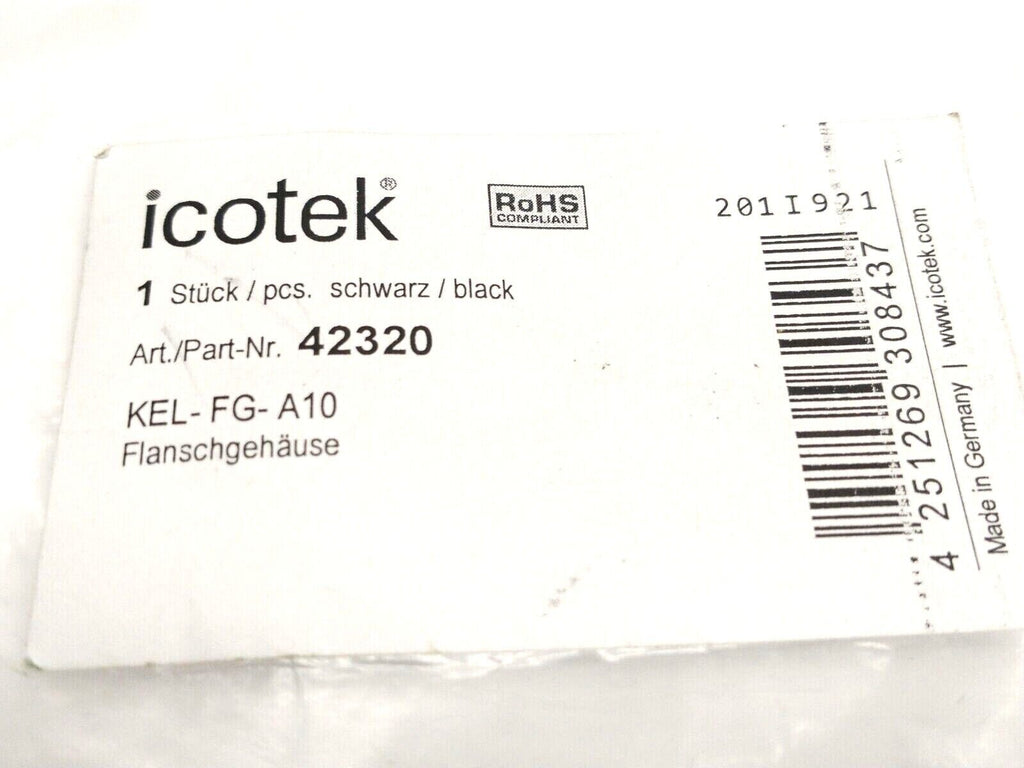 icotek®
RoHS
COMPLIANT
1 Stück / pcs. schwarz / black
Art./Part-Nr. 42320
KEL- FG- A10
Flanschgehäuse
201I921
4 251269 308437
Made in Germany | www.icotek.com